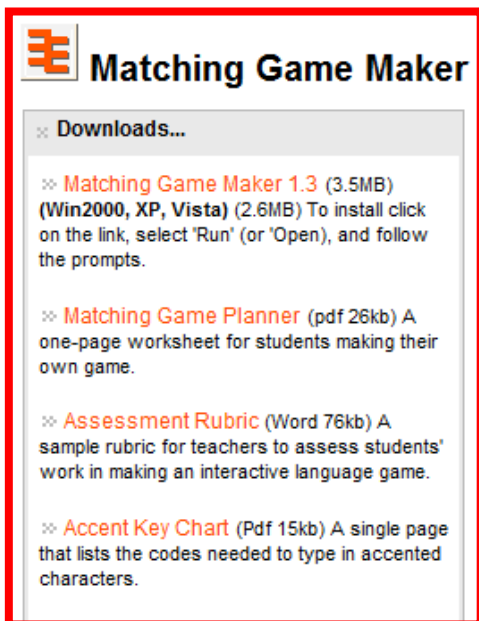 Matching Game Maker
Downloads...
Matching Game Maker 1.3 (3.5MB)
(Win2000, XP, Vista) (2.6MB) To install click
on the link, select 'Run' (or 'Open), and follow
the prompts.
Matching Game Planner (pdf 26kb) A
one-page worksheet for students making their
own game.
Assessment Rubric (Word 76kb) A
sample rubric for teachers to assess students'
work in making an interactive language game.
Accent Key Chart (Pdf 15kb) A single page
that lists the codes needed to type in accented
characters.